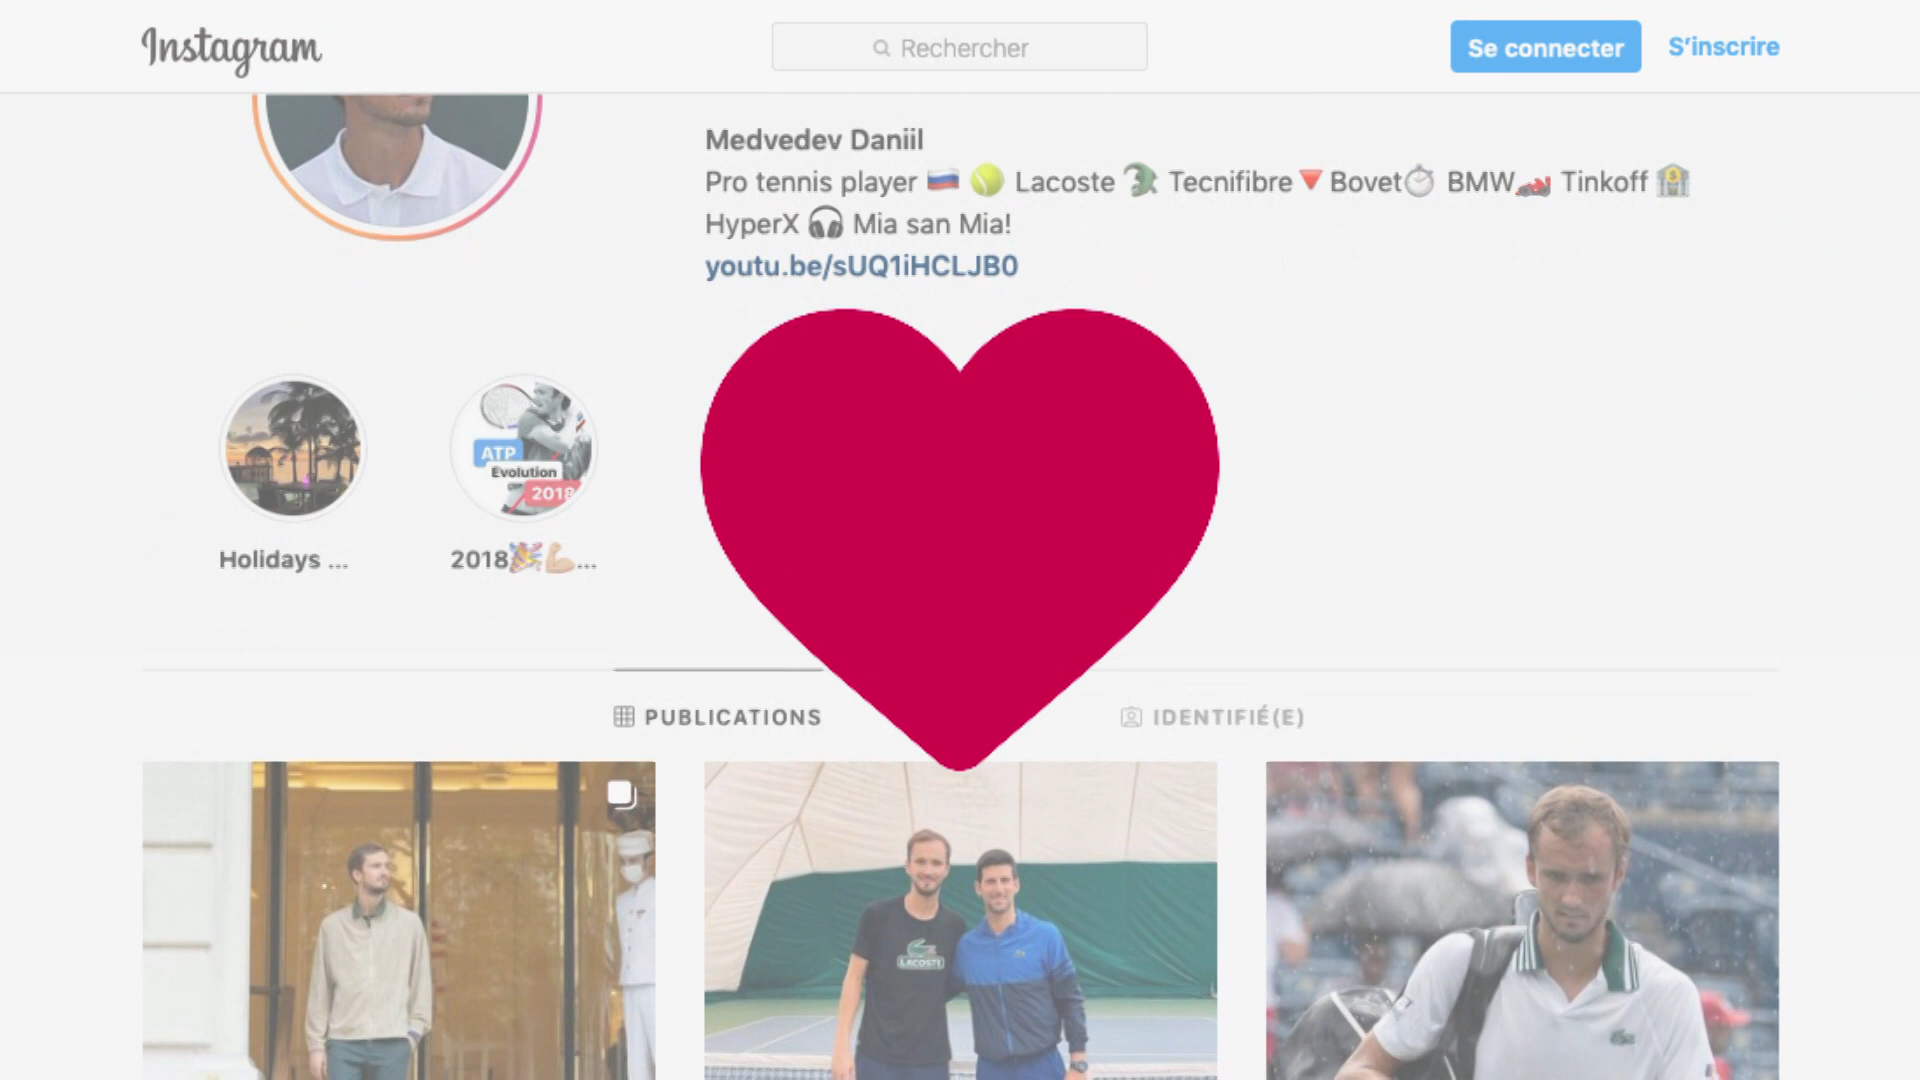 Instagram
Rechercher
Se connecter
S'inscrire
Medvedev Daniil
Pro tennis player 🇷🇺 🎾 Lacoste 🐊 Tecnifibre🔻Bovet⏱ BMW🏎 Tinkoff 🏦
HyperX 🎧 Mia san Mia!
youtu.be/sUQ1iHCLJB0
ATP
Evolution
2018
Holidays ...
2018🎉💪🏼...
PUBLICATIONS
IDENTIFIÉ(E)
LACOSTE